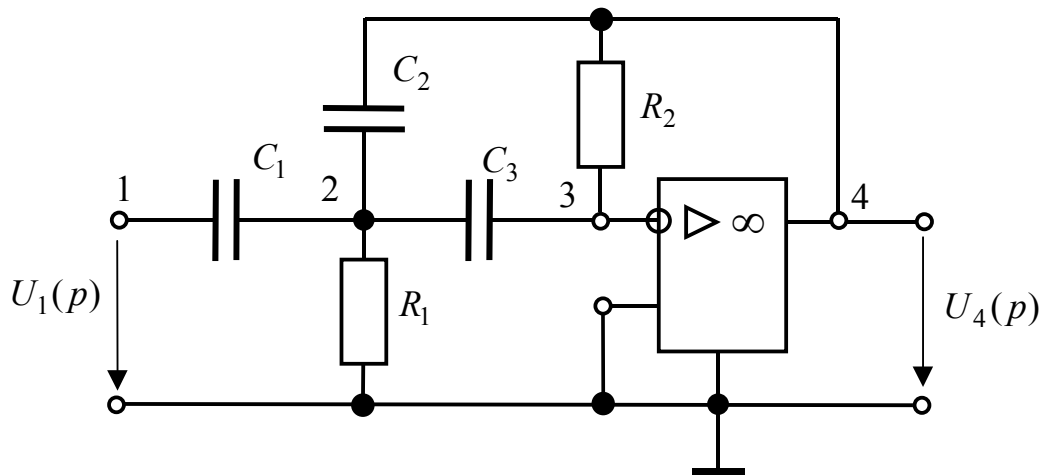 C₂
R₂
1
C₁
2
C₃
3
▷ ∞
4
U₁(p)
R₁
U₄(p)